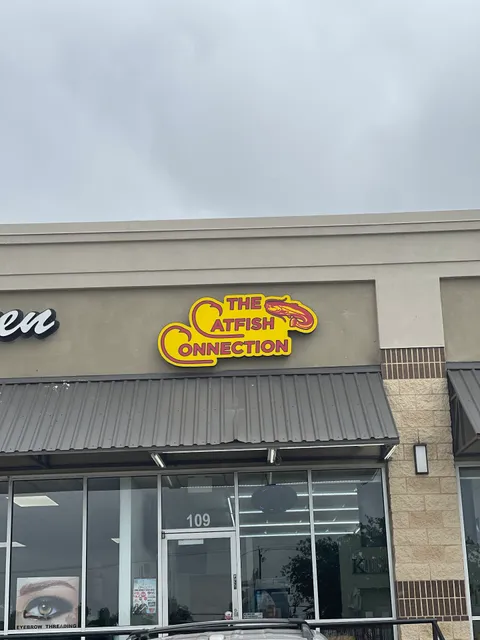 en
THE
CATFISH
CONNECTION
109
EYEBROW THREADING